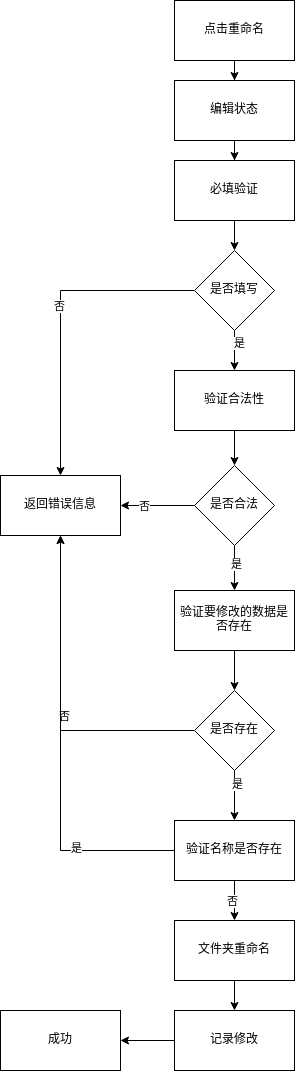 点击重命名
编辑状态
必填验证
是否填写
否
是
验证合法性
返回错误信息
否
是否合法
是
验证要修改的数据是
否存在
否
是否存在
是
是
验证名称是否存在
否
文件夹重命名
成功
记录修改